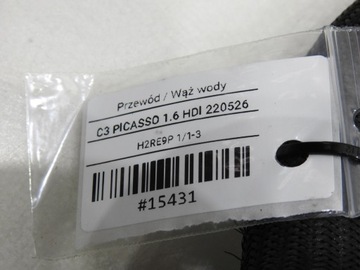 Przewód / Wąż wody
C3 PICASSO 1.6 HDI 220526
H2RE9P 1/1-3
#15431